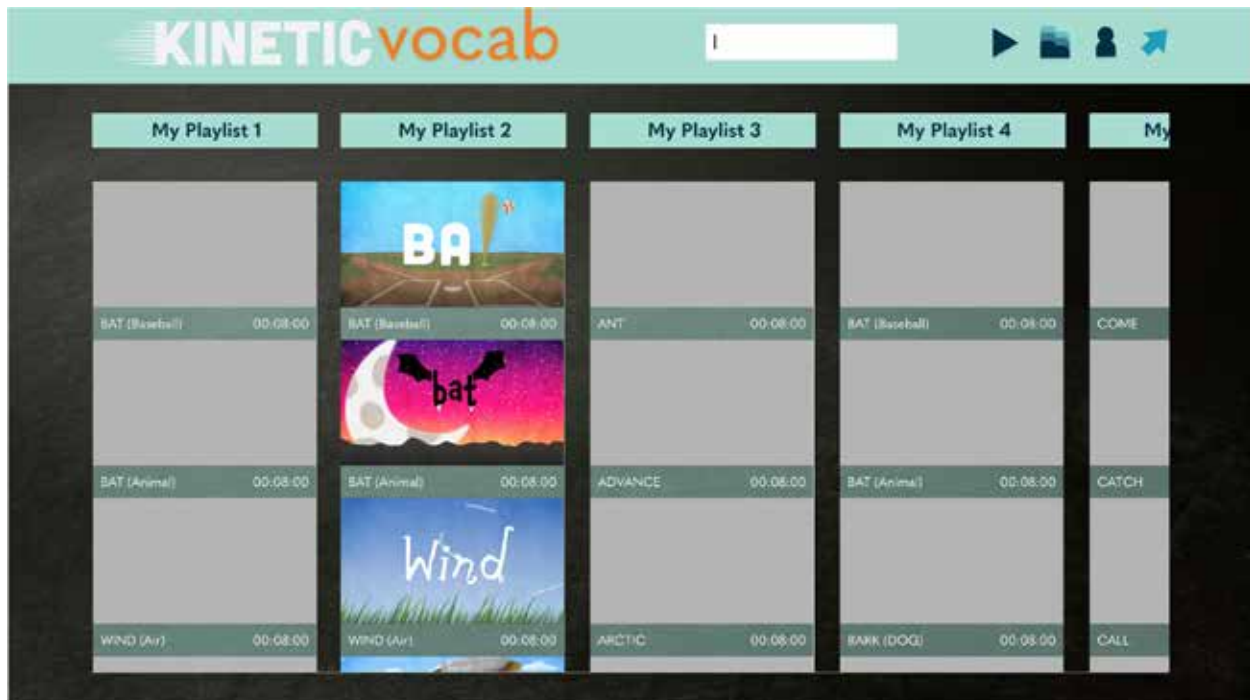 KINETICvocab
My Playlist 1
My Playlist 2
My Playlist 3
My Playlist 4
My
BAT (Baseball) 00:08:00
BA
BAT (Baseball) 00:08:00
ANT 00:08:00
BAT (Baseball) 00:08:00
COME
BAT (Animal) 00:08:00
bat
BAT (Animal) 00:08:00
ADVANCE 00:08:00
BAT (Animal) 00:08:00
CATCH
WIND (Air) 00:08:00
Wind
WIND (Air) 00:08:00
ARCTIC 00:08:00
BARK (DOG) 00:08:00
CALL